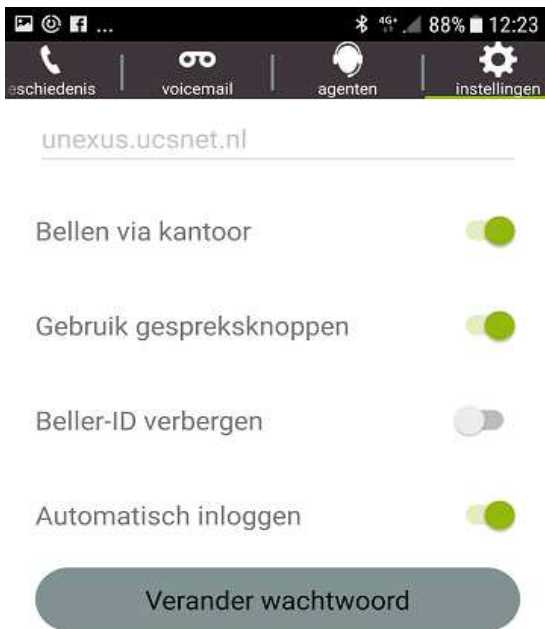 ... 4G+ 88% 12:23
eschiedenis voicemail agenten instellingen
unexus.ucsnet.nl
Bellen via kantoor
Gebruik gespreksknoppen
Beller-ID verbergen
Automatisch inloggen
Verander wachtwoord